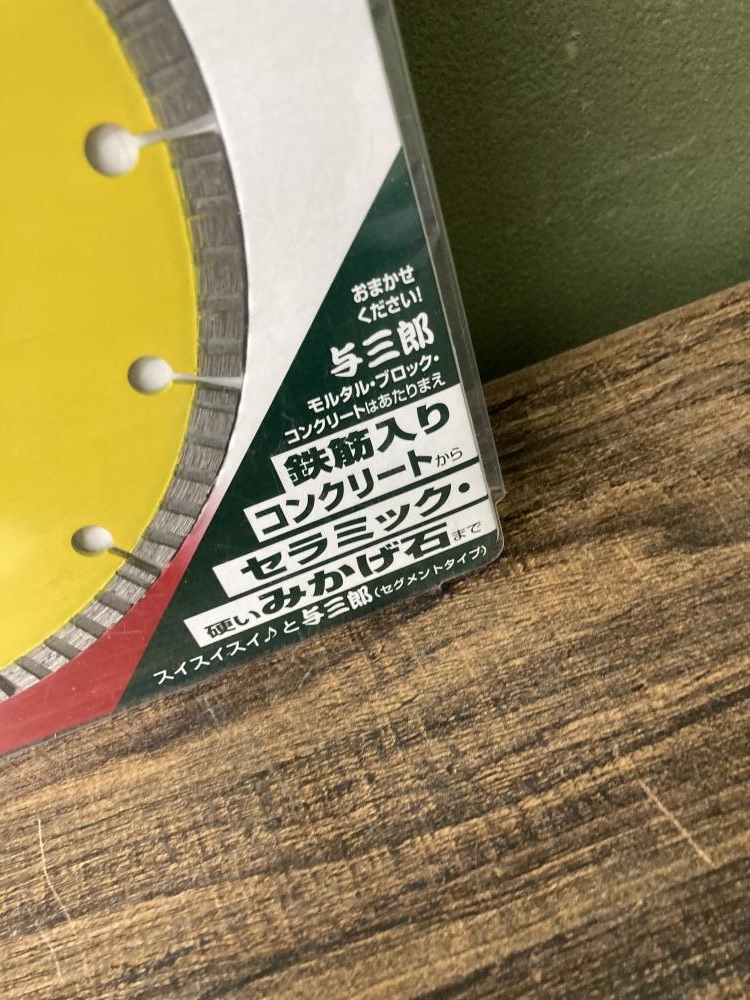 おまかせ
ください!
与三郎
モルタル・ブロック・
コンクリートはあたりまえ
鉄筋入り
コンクリートから
セラミック・
硬いみかげ石まで
スイスイスイ♪と与三郎(セグメントタイプ)